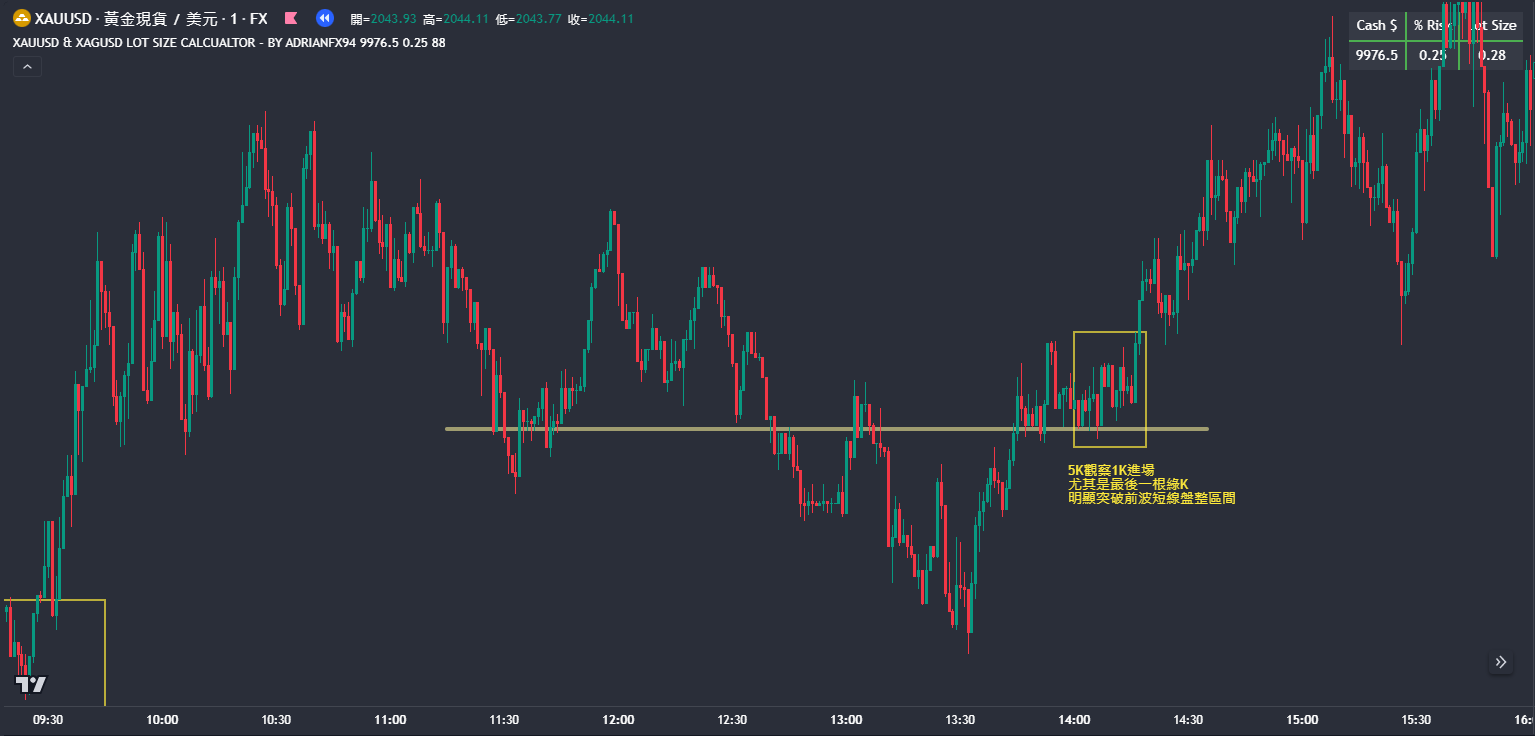 XAUUSD · 黃金現貨 / 美元 · 1 · FX 開=2043.93 高=2044.11 低=2043.77 收=2044.11
XAUUSD & XAGUSD LOT SIZE CALCUALTOR - BY ADRIANFX94 9976.5 0.25 88
Cash $ % Risk Lot Size
9976.5 0.25 0.28
5K觀察1K進場
尤其是最後一根綠K
明顯突破前波短線盤整區間
09:30 10:00 10:30 11:00 11:30 12:00 12:30 13:00 13:30 14:00 14:30 15:00 15:30 16: